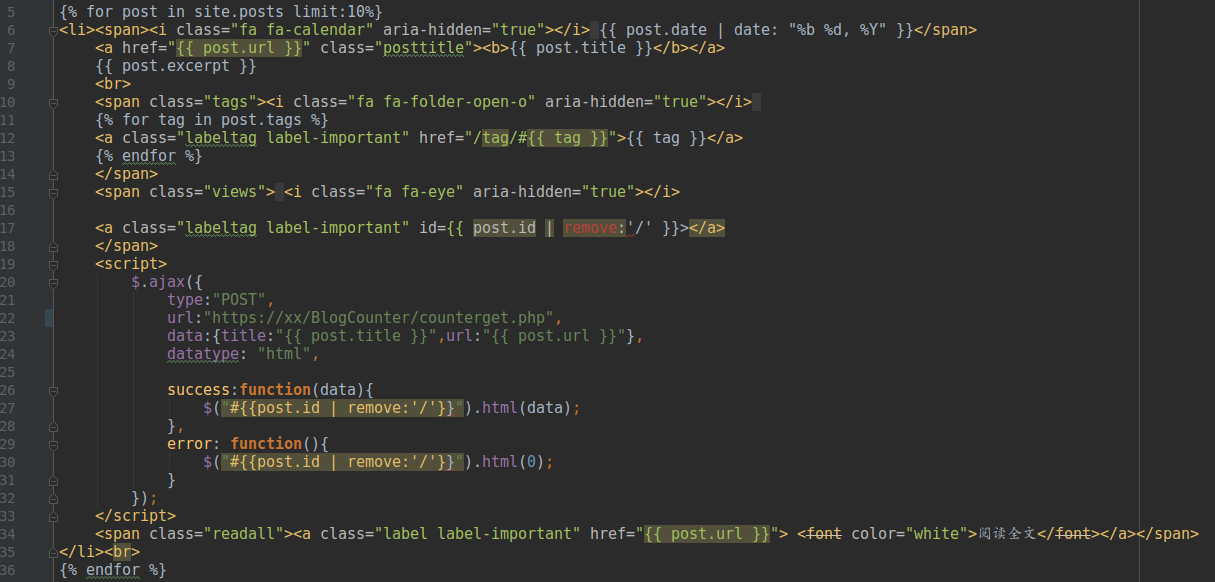 5 {% for post in site.posts limit:10%}
6 <li><span><i class="fa fa-calendar" aria-hidden="true"></i> {{ post.date | date: "%b %d, %Y" }}</span>
7     <a href="{{ post.url }}" class="posttitle"><b>{{ post.title }}</b></a>
8     {{ post.excerpt }}
9     <br>
10     <span class="tags"><i class="fa fa-folder-open-o" aria-hidden="true"></i>
11     {% for tag in post.tags %}
12     <a class="labeltag label-important" href="/tag/#{{ tag }}">{{ tag }}</a>
13     {% endfor %}
14     </span>
15     <span class="views"> <i class="fa fa-eye" aria-hidden="true"></i>
16
17     <a class="labeltag label-important" id={{ post.id | remove:'/' }}></a>
18     </span>
19     <script>
20         $.ajax({
21             type:"POST",
22             url:"https://xx/BlogCounter/counterget.php",
23             data:{title:"{{ post.title }}",url:"{{ post.url }}"},
24             datatype: "html",
25
26             success:function(data){
27                 $("#{{post.id | remove:'/'}}").html(data);
28             },
29             error: function(){
30                 $("#{{post.id | remove:'/'}}").html(0);
31             }
32         });
33     </script>
34     <span class="readall"><a class="label label-important" href="{{ post.url }}"> <font color="white">阅读全文</font></a></span>
35 </li><br>
36 {% endfor %}